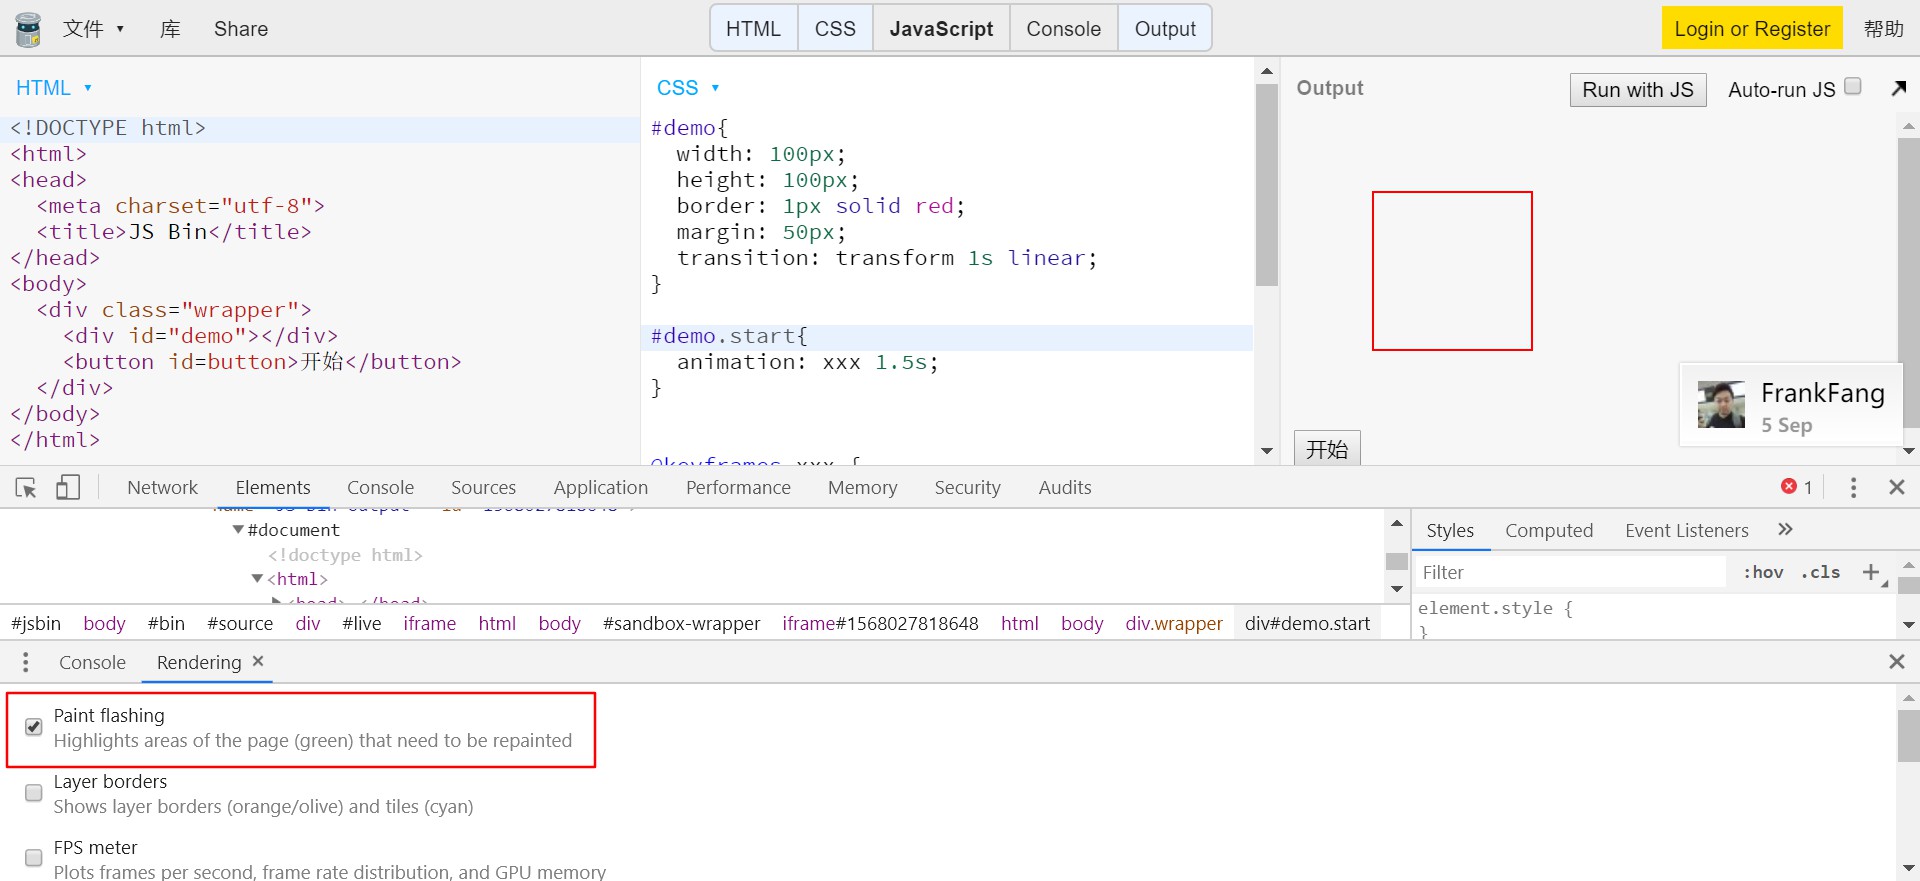 文件 ▼ 库 Share HTML CSS JavaScript Console Output Login or Register 帮助
HTML ▼
<!DOCTYPE html>
<html>
<head>
  <meta charset="utf-8">
  <title>JS Bin</title>
</head>
<body>
  <div class="wrapper">
    <div id="demo"></div>
    <button id=button>开始</button>
  </div>
</body>
</html>
CSS ▼
#demo{
  width: 100px;
  height: 100px;
  border: 1px solid red;
  margin: 50px;
  transition: transform 1s linear;
}
#demo.start{
  animation: xxx 1.5s;
}
@keyframes xxx {
Output Run with JS Auto-run JS
FrankFang
5 Sep
开始
Network Elements Console Sources Application Performance Memory Security Audits 1
▼#document
<!doctype html>
▼<html>
#jsbin body #bin #source div #live iframe html body #sandbox-wrapper iframe#1568027818648 html body div.wrapper div#demo.start
Styles Computed Event Listeners »
Filter :hov .cls +
element.style {
}
Console Rendering ×
Paint flashing
Highlights areas of the page (green) that need to be repainted
Layer borders
Shows layer borders (orange/olive) and tiles (cyan)
FPS meter
Plots frames per second, frame rate distribution, and GPU memory